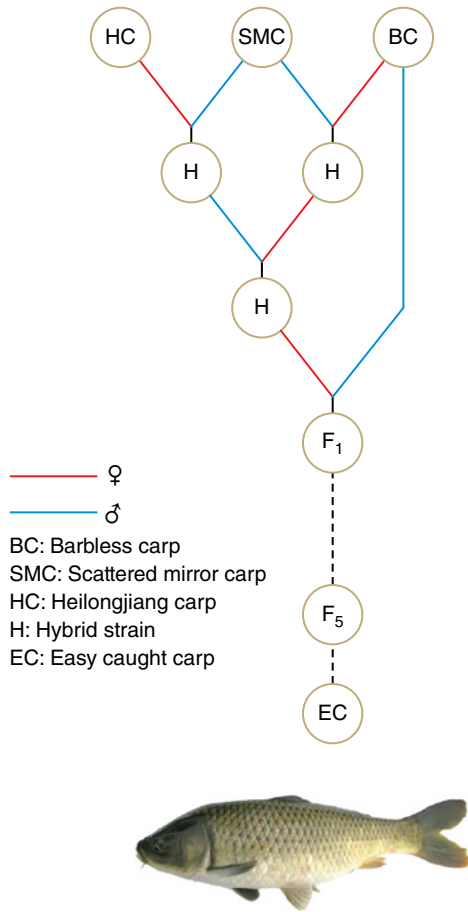 HC SMC BC
H H
H
F₁
♀
♂
BC: Barbless carp
SMC: Scattered mirror carp
HC: Heilongjiang carp
H: Hybrid strain
EC: Easy caught carp
F₅
EC